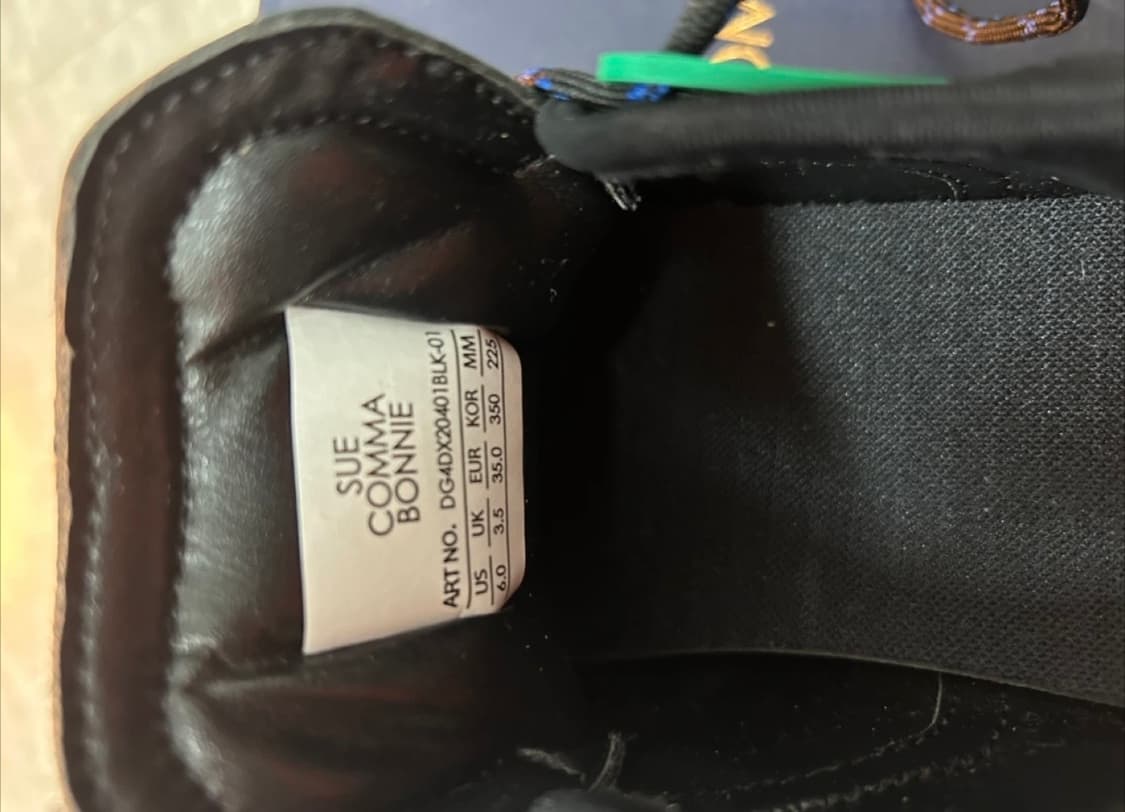 SUE
COMMA
BONNIE
ART NO. DG4DX20401BLK-01
US UK EUR KOR MM
6.0 3.5 35.0 350 225